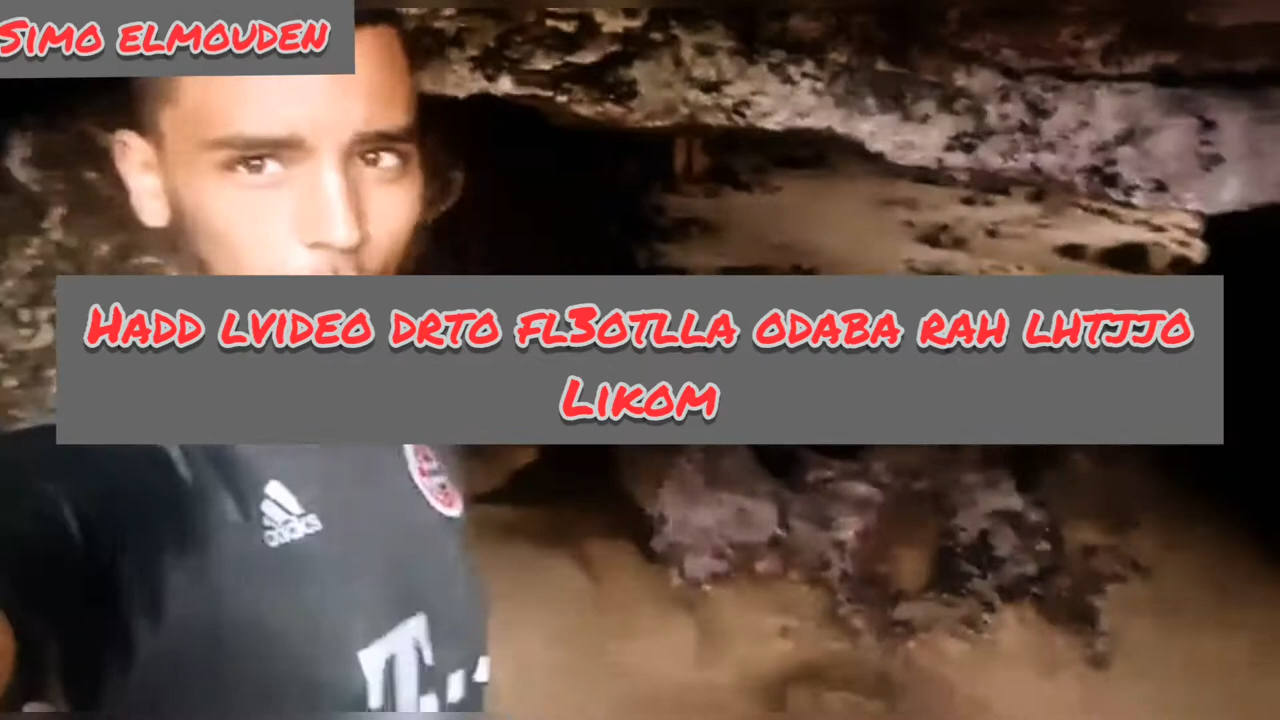 Simo elmouden
Hadd lvideo drto fl3otlla odaba rah lhtjjo
Likom
adidas
T